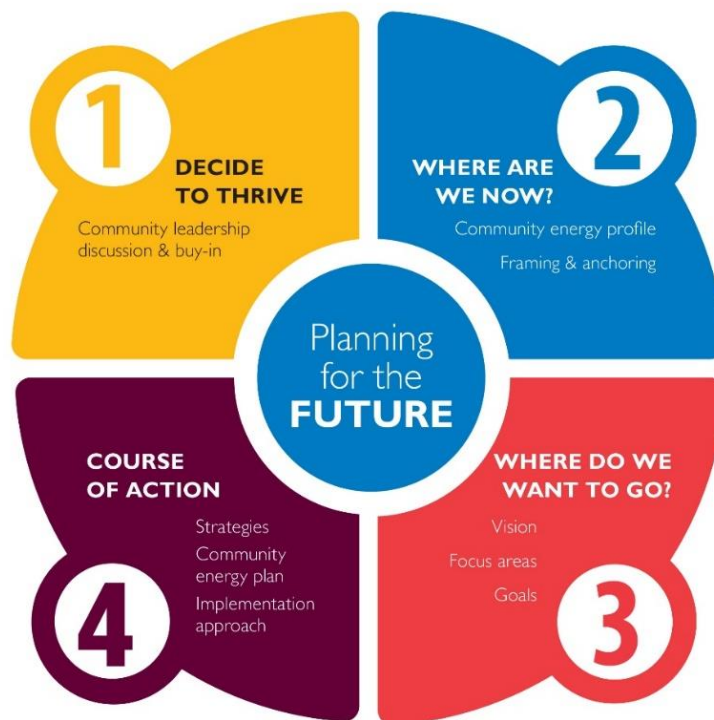 1
DECIDE
TO THRIVE
Community leadership
discussion & buy-in
2
WHERE ARE
WE NOW?
Community energy profile
Framing & anchoring
Planning
for the
FUTURE
WHERE DO WE
WANT TO GO?
Vision
Focus areas
Goals
3
COURSE
OF ACTION
Strategies
Community
energy plan
Implementation
approach
4